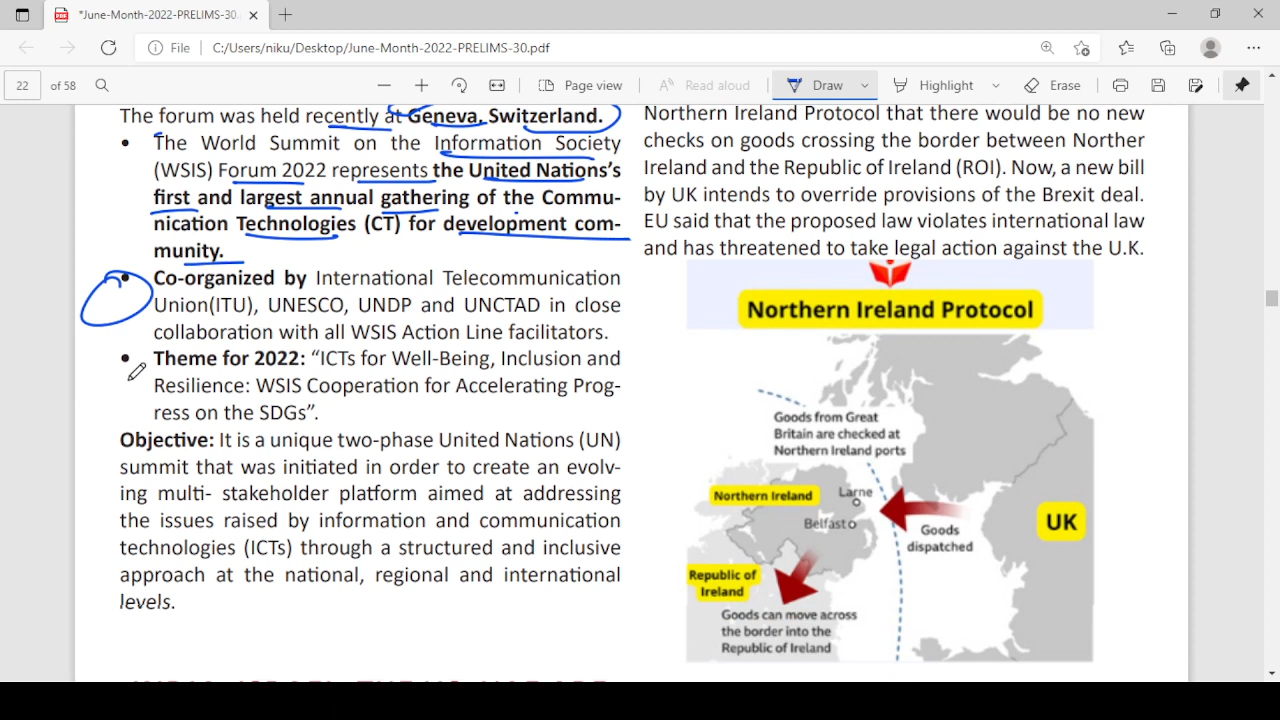 *June-Month-2022-PRELIMS-30.
File
C:/Users/niku/Desktop/June-Month-2022-PRELIMS-30.pdf
22 of 58
Page view
Read aloud
Draw
Highlight
Erase
The forum was held recently at Geneva, Switzerland.
• The World Summit on the Information Society
(WSIS) Forum 2022 represents the United Nations's
first and largest annual gathering of the Commu-
nication Technologies (CT) for development com-
munity.
• Co-organized by International Telecommunication
Union(ITU), UNESCO, UNDP and UNCTAD in close
collaboration with all WSIS Action Line facilitators.
• Theme for 2022: “ICTs for Well-Being, Inclusion and
Resilience: WSIS Cooperation for Accelerating Prog-
ress on the SDGs”.
Objective: It is a unique two-phase United Nations (UN)
summit that was initiated in order to create an evolv-
ing multi- stakeholder platform aimed at addressing
the issues raised by information and communication
technologies (ICTs) through a structured and inclusive
approach at the national, regional and international
levels.
Northern Ireland Protocol that there would be no new
checks on goods crossing the border between Norther
Ireland and the Republic of Ireland (ROI). Now, a new bill
by UK intends to override provisions of the Brexit deal.
EU said that the proposed law violates international law
and has threatened to take legal action against the U.K.
Northern Ireland Protocol
Goods from Great
Britain are checked at
Northern Ireland ports
Northern Ireland
Larne
Belfast
UK
Goods
dispatched
Republic of
Ireland
Goods can move across
the border into the
Republic of Ireland